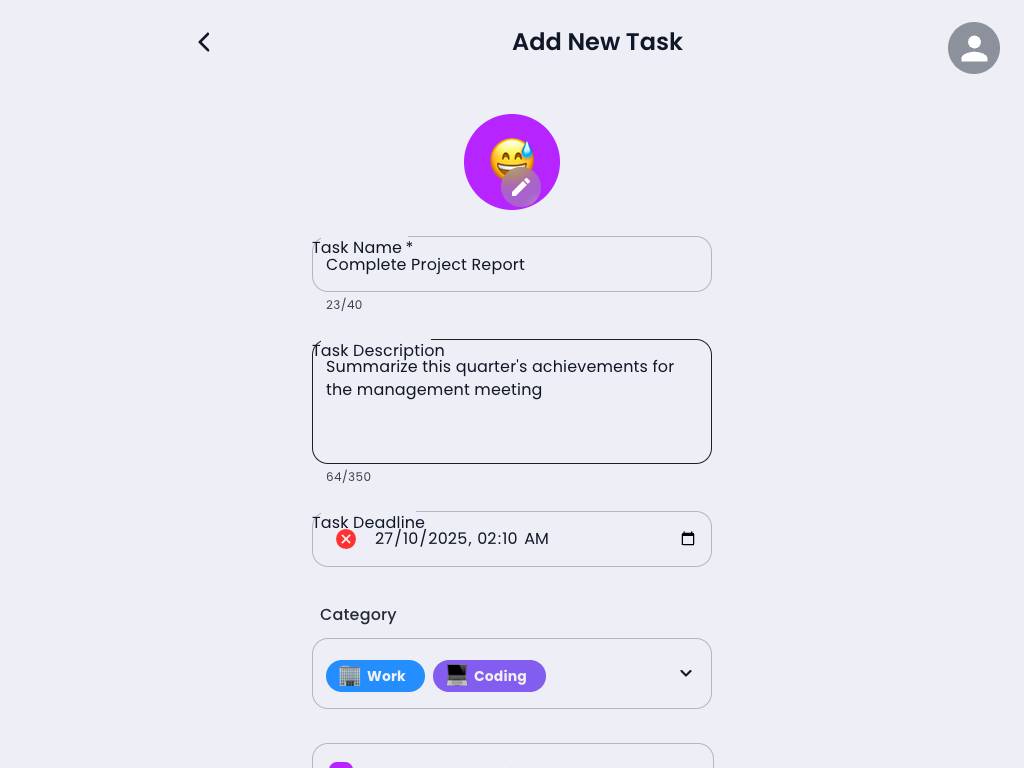 Add New Task
Task Name *
Complete Project Report
23/40
Task Description
Summarize this quarter's achievements for
the management meeting
64/350
Task Deadline
27/10/2025, 02:10 AM
Category
Work
Coding